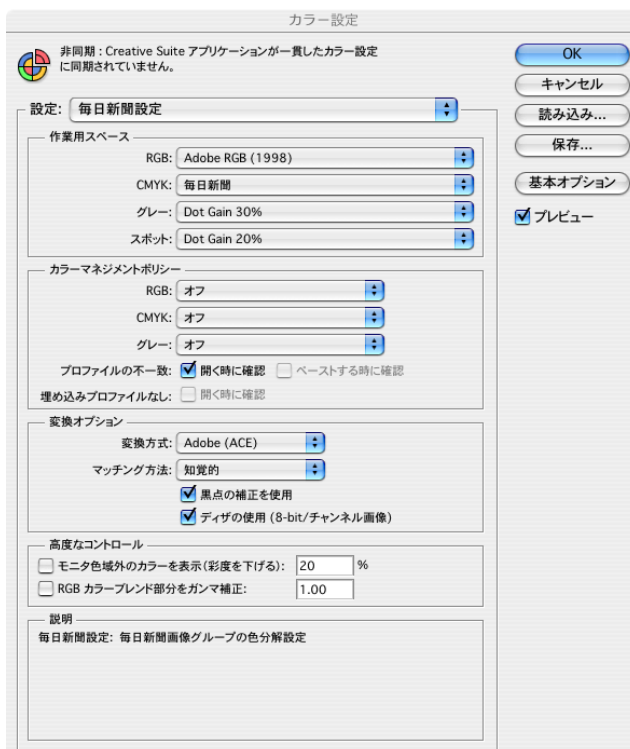 カラー設定
非同期 : Creative Suite アプリケーションが一貫したカラー設定
に同期されていません。
OK
キャンセル
読み込み...
保存...
基本オプション
プレビュー
設定: 毎日新聞設定
作業用スペース
RGB: Adobe RGB (1998)
CMYK: 毎日新聞
グレー: Dot Gain 30%
スポット: Dot Gain 20%
カラーマネジメントポリシー
RGB: オフ
CMYK: オフ
グレー: オフ
プロファイルの不一致: 開く時に確認 ペーストする時に確認
埋め込みプロファイルなし: 開く時に確認
変換オプション
変換方式: Adobe (ACE)
マッチング方法: 知覚的
黒点の補正を使用
ディザの使用 (8-bit/チャンネル画像)
高度なコントロール
モニタ色域外のカラーを表示(彩度を下げる): 20 %
RGB カラーブレンド部分をガンマ補正: 1.00
説明
毎日新聞設定: 毎日新聞画像グループの色分解設定